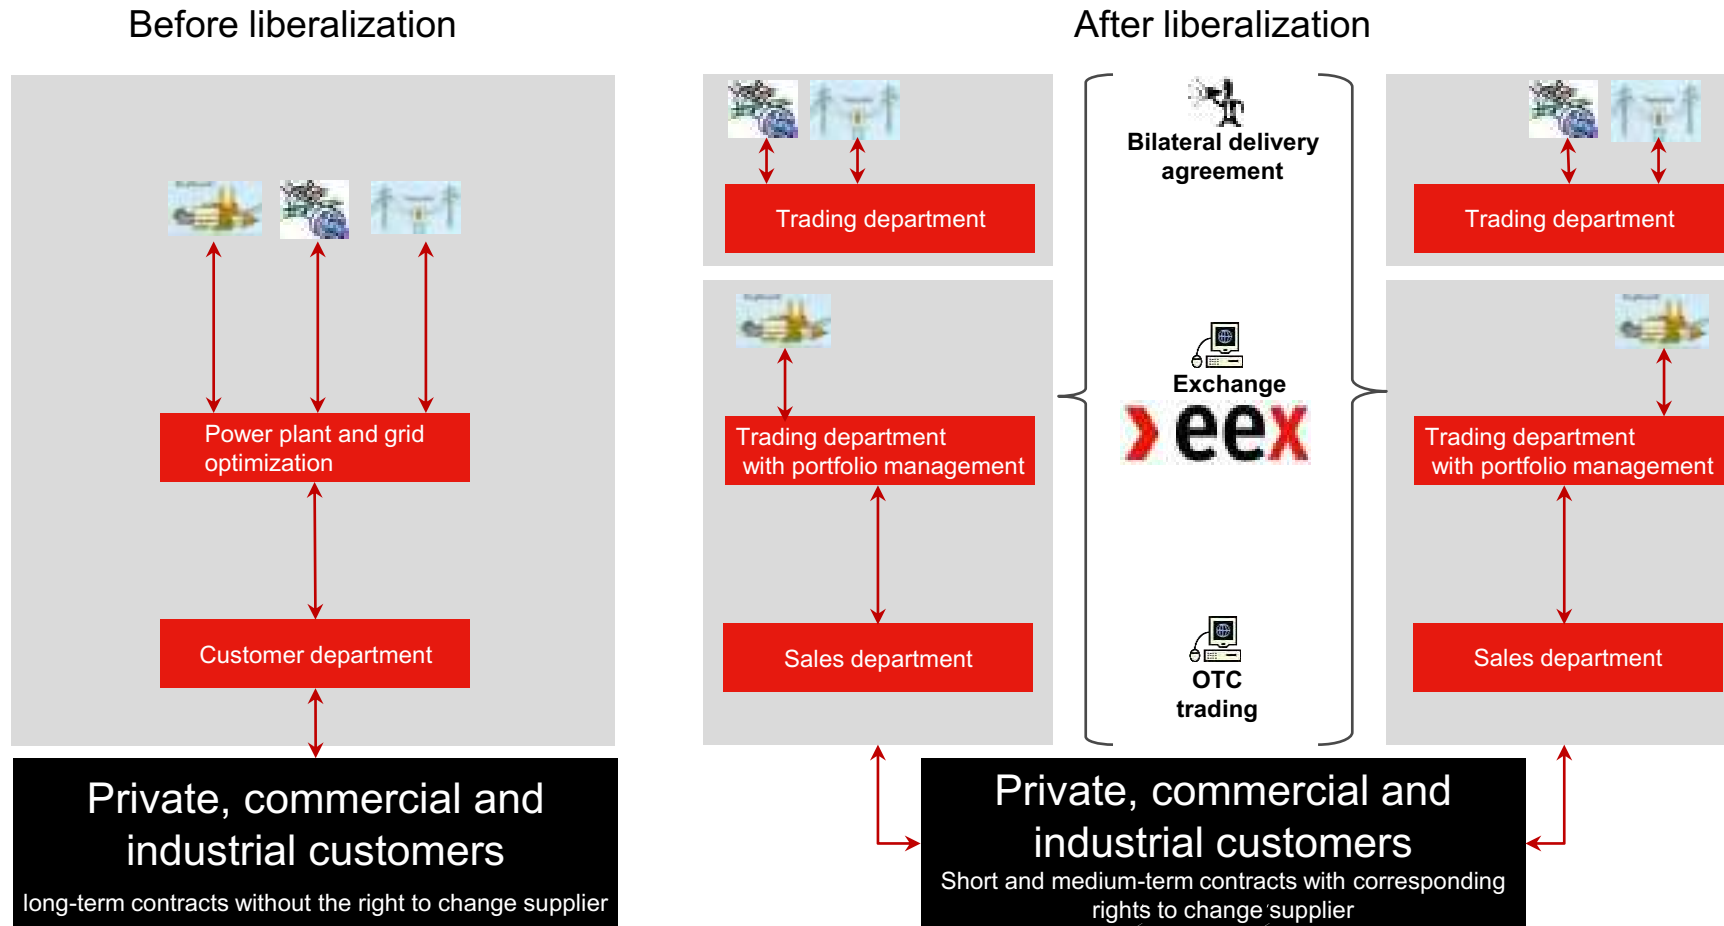 Before liberalization
Power plant and grid
optimization
Customer department
Private, commercial and
industrial customers
long-term contracts without the right to change supplier
After liberalization
Trading department
Trading department
with portfolio management
Sales department
Bilateral delivery
agreement
Exchange
eex
OTC
trading
Trading department
Trading department
with portfolio management
Sales department
Private, commercial and
industrial customers
Short and medium-term contracts with corresponding
rights to change supplier